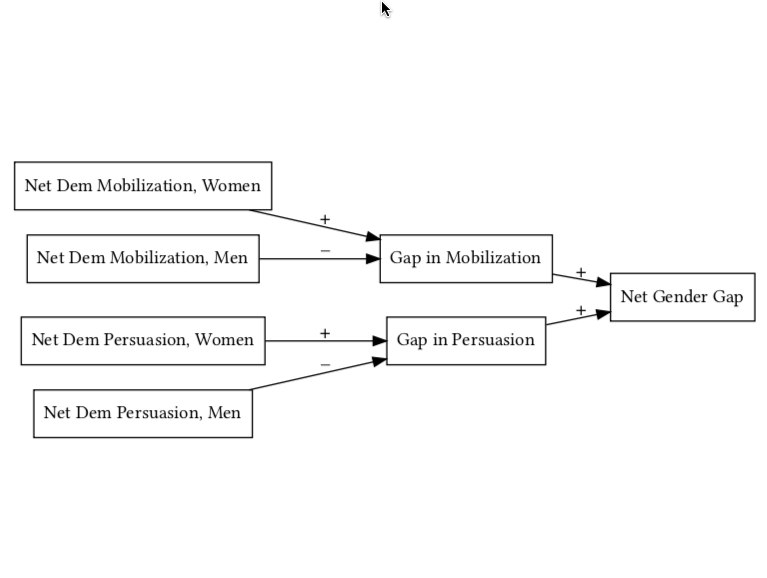 Net Dem Mobilization, Women
+
Net Dem Mobilization, Men
−
Gap in Mobilization
+
Net Gender Gap
+
Net Dem Persuasion, Women
+
Gap in Persuasion
−
Net Dem Persuasion, Men